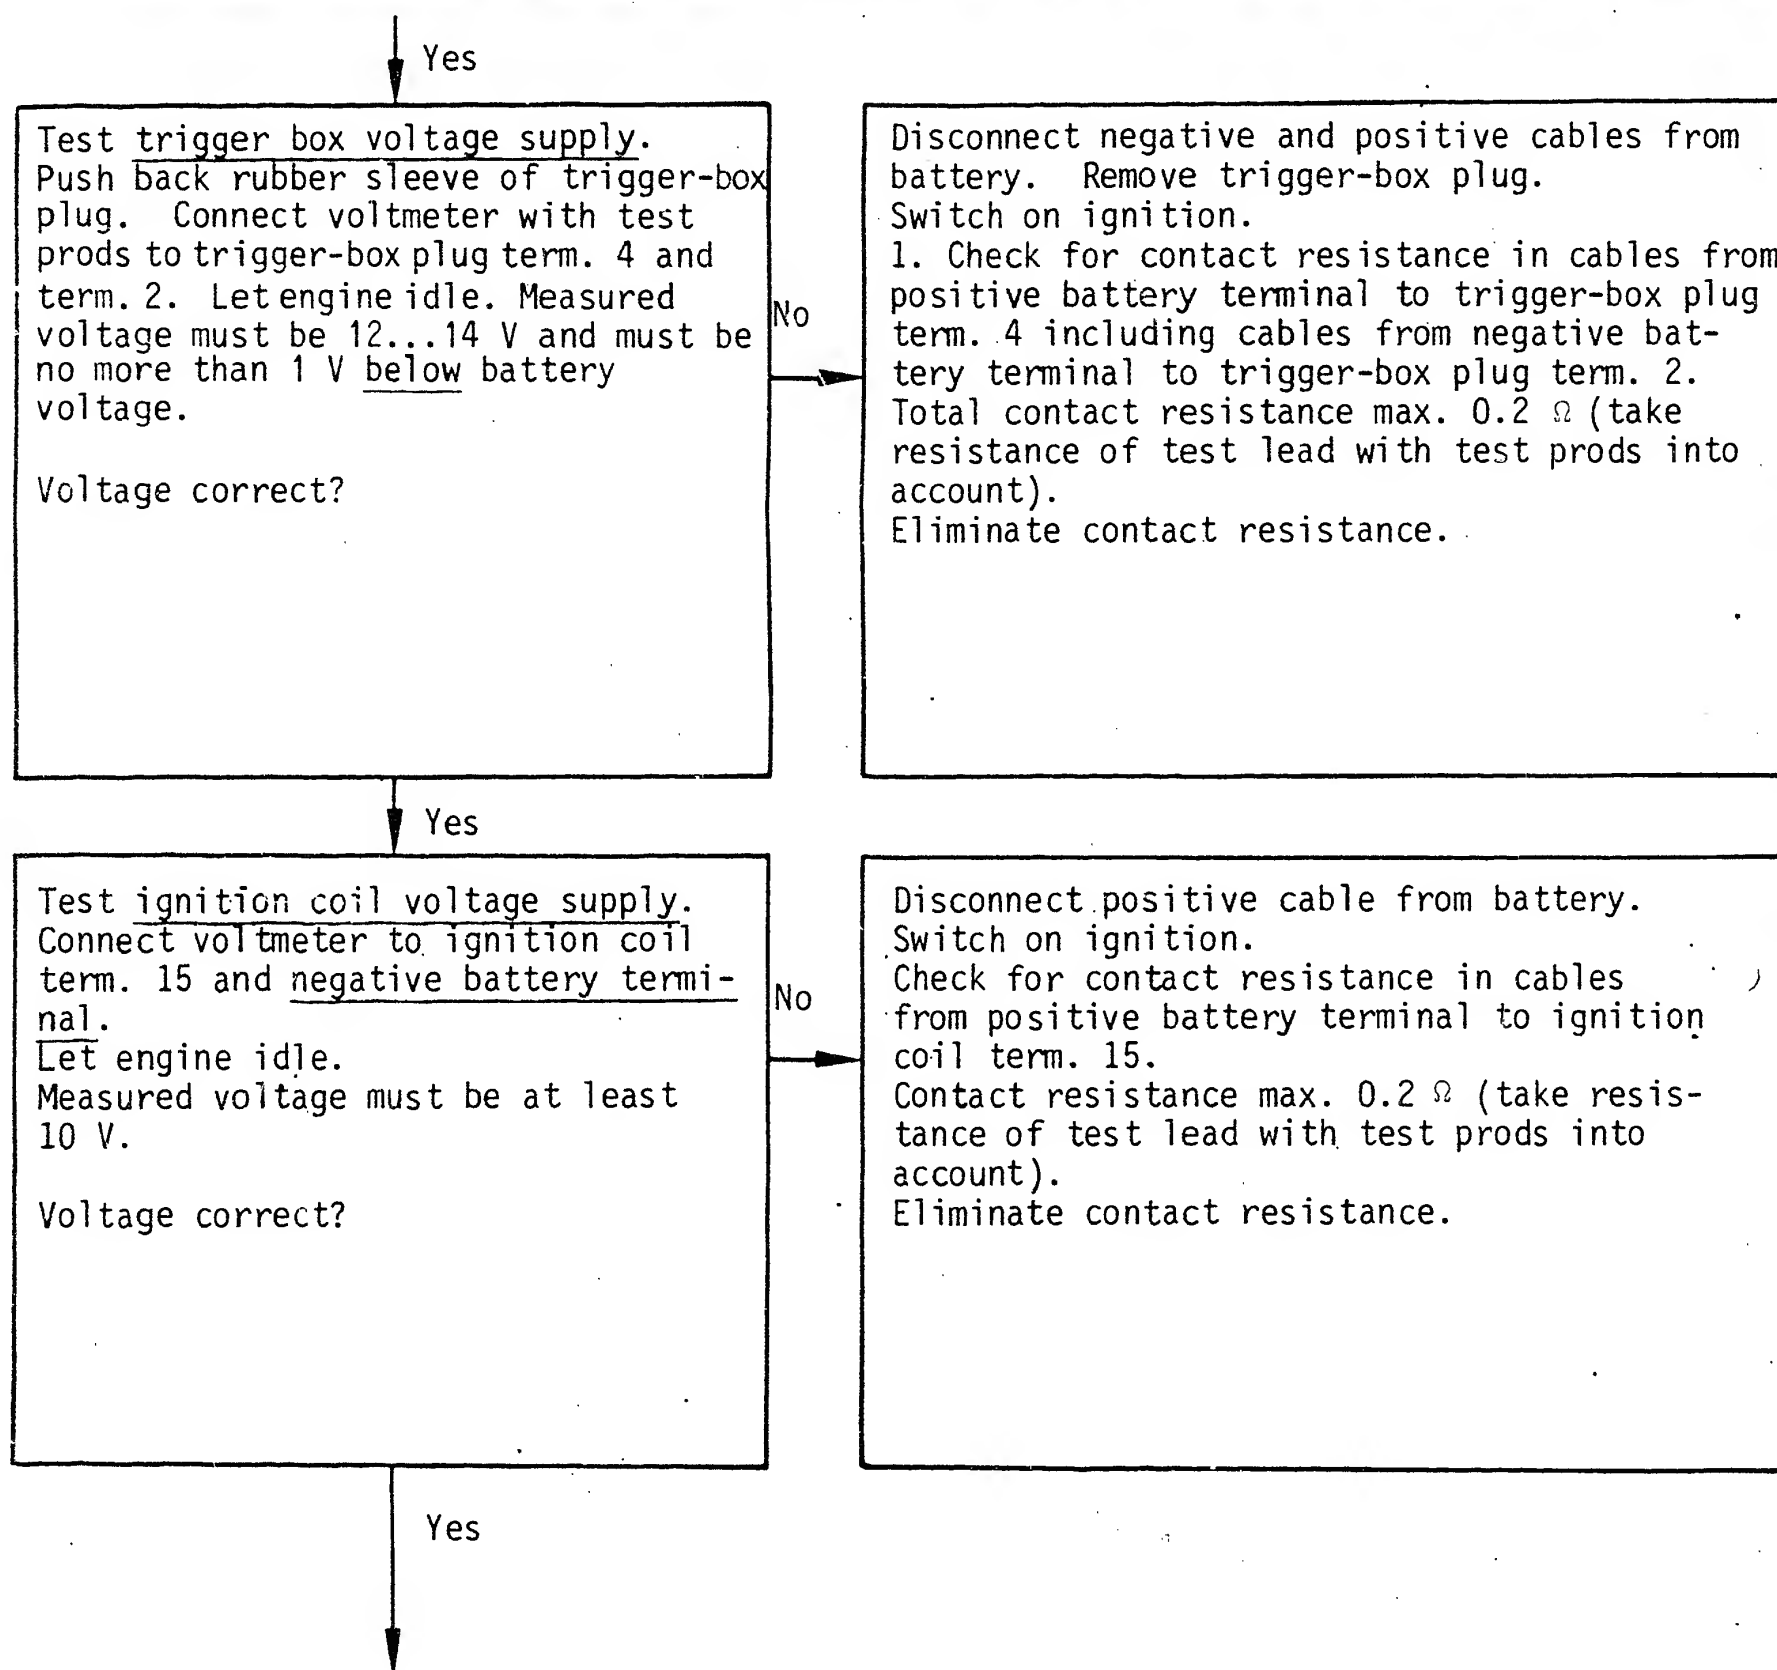 Yes
Test trigger box voltage supply.
Push back rubber sleeve of trigger-box
plug. Connect voltmeter with test
prods to trigger-box plug term. 4 and
term. 2. Let engine idle. Measured
voltage must be 12...14 V and must be
no more than 1 V below battery
voltage.
Voltage correct?
No
Disconnect negative and positive cables from
battery. Remove trigger-box plug.
Switch on ignition.
1. Check for contact resistance in cables from
positive battery terminal to trigger-box plug
term. 4 including cables from negative bat-
tery terminal to trigger-box plug term. 2.
Total contact resistance max. 0.2 Ω (take
resistance of test lead with test prods into
account).
Eliminate contact resistance.
Yes
Test ignition coil voltage supply.
Connect voltmeter to ignition coil
term. 15 and negative battery termi-
nal.
Let engine idle.
Measured voltage must be at least
10 V.
Voltage correct?
No
Disconnect positive cable from battery.
Switch on ignition.
Check for contact resistance in cables
from positive battery terminal to ignition
coil term. 15.
Contact resistance max. 0.2 Ω (take resis-
tance of test lead with test prods into
account).
Eliminate contact resistance.
Yes